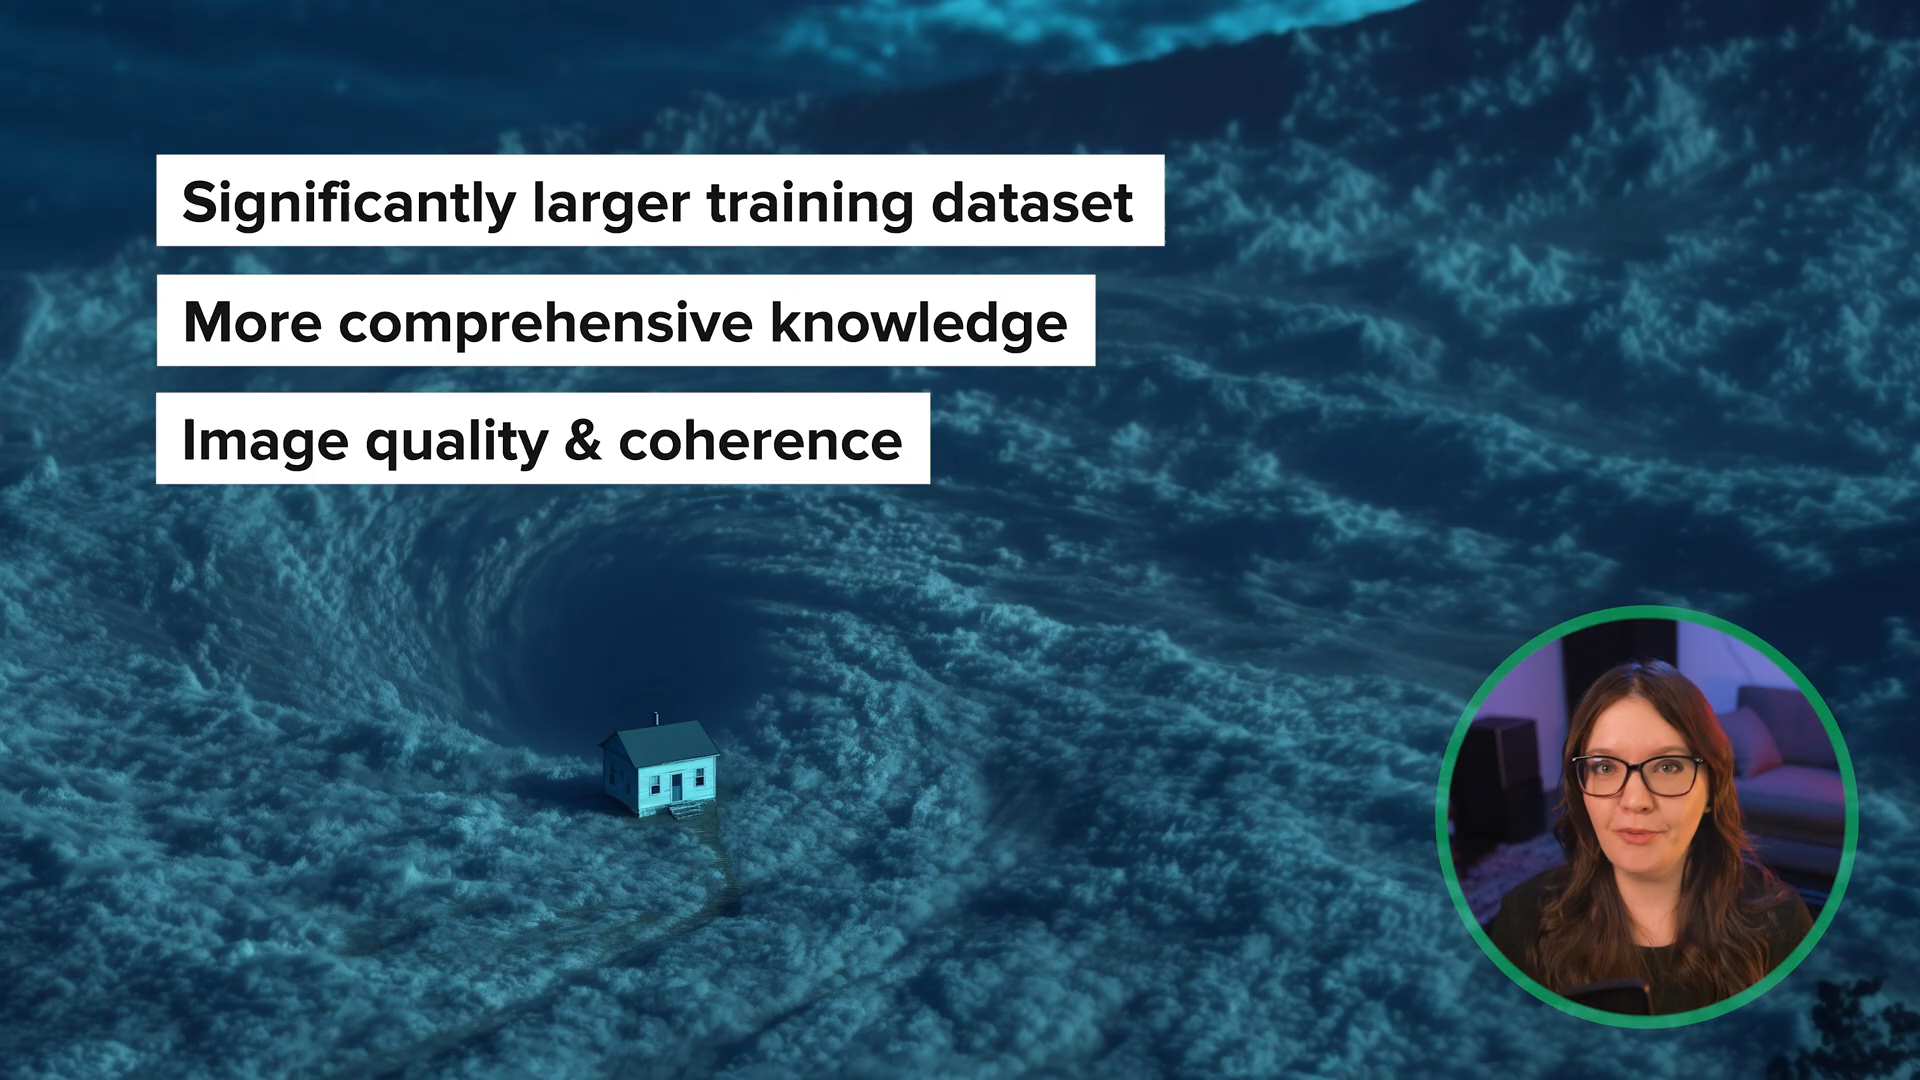 Significantly larger training dataset
More comprehensive knowledge
Image quality & coherence